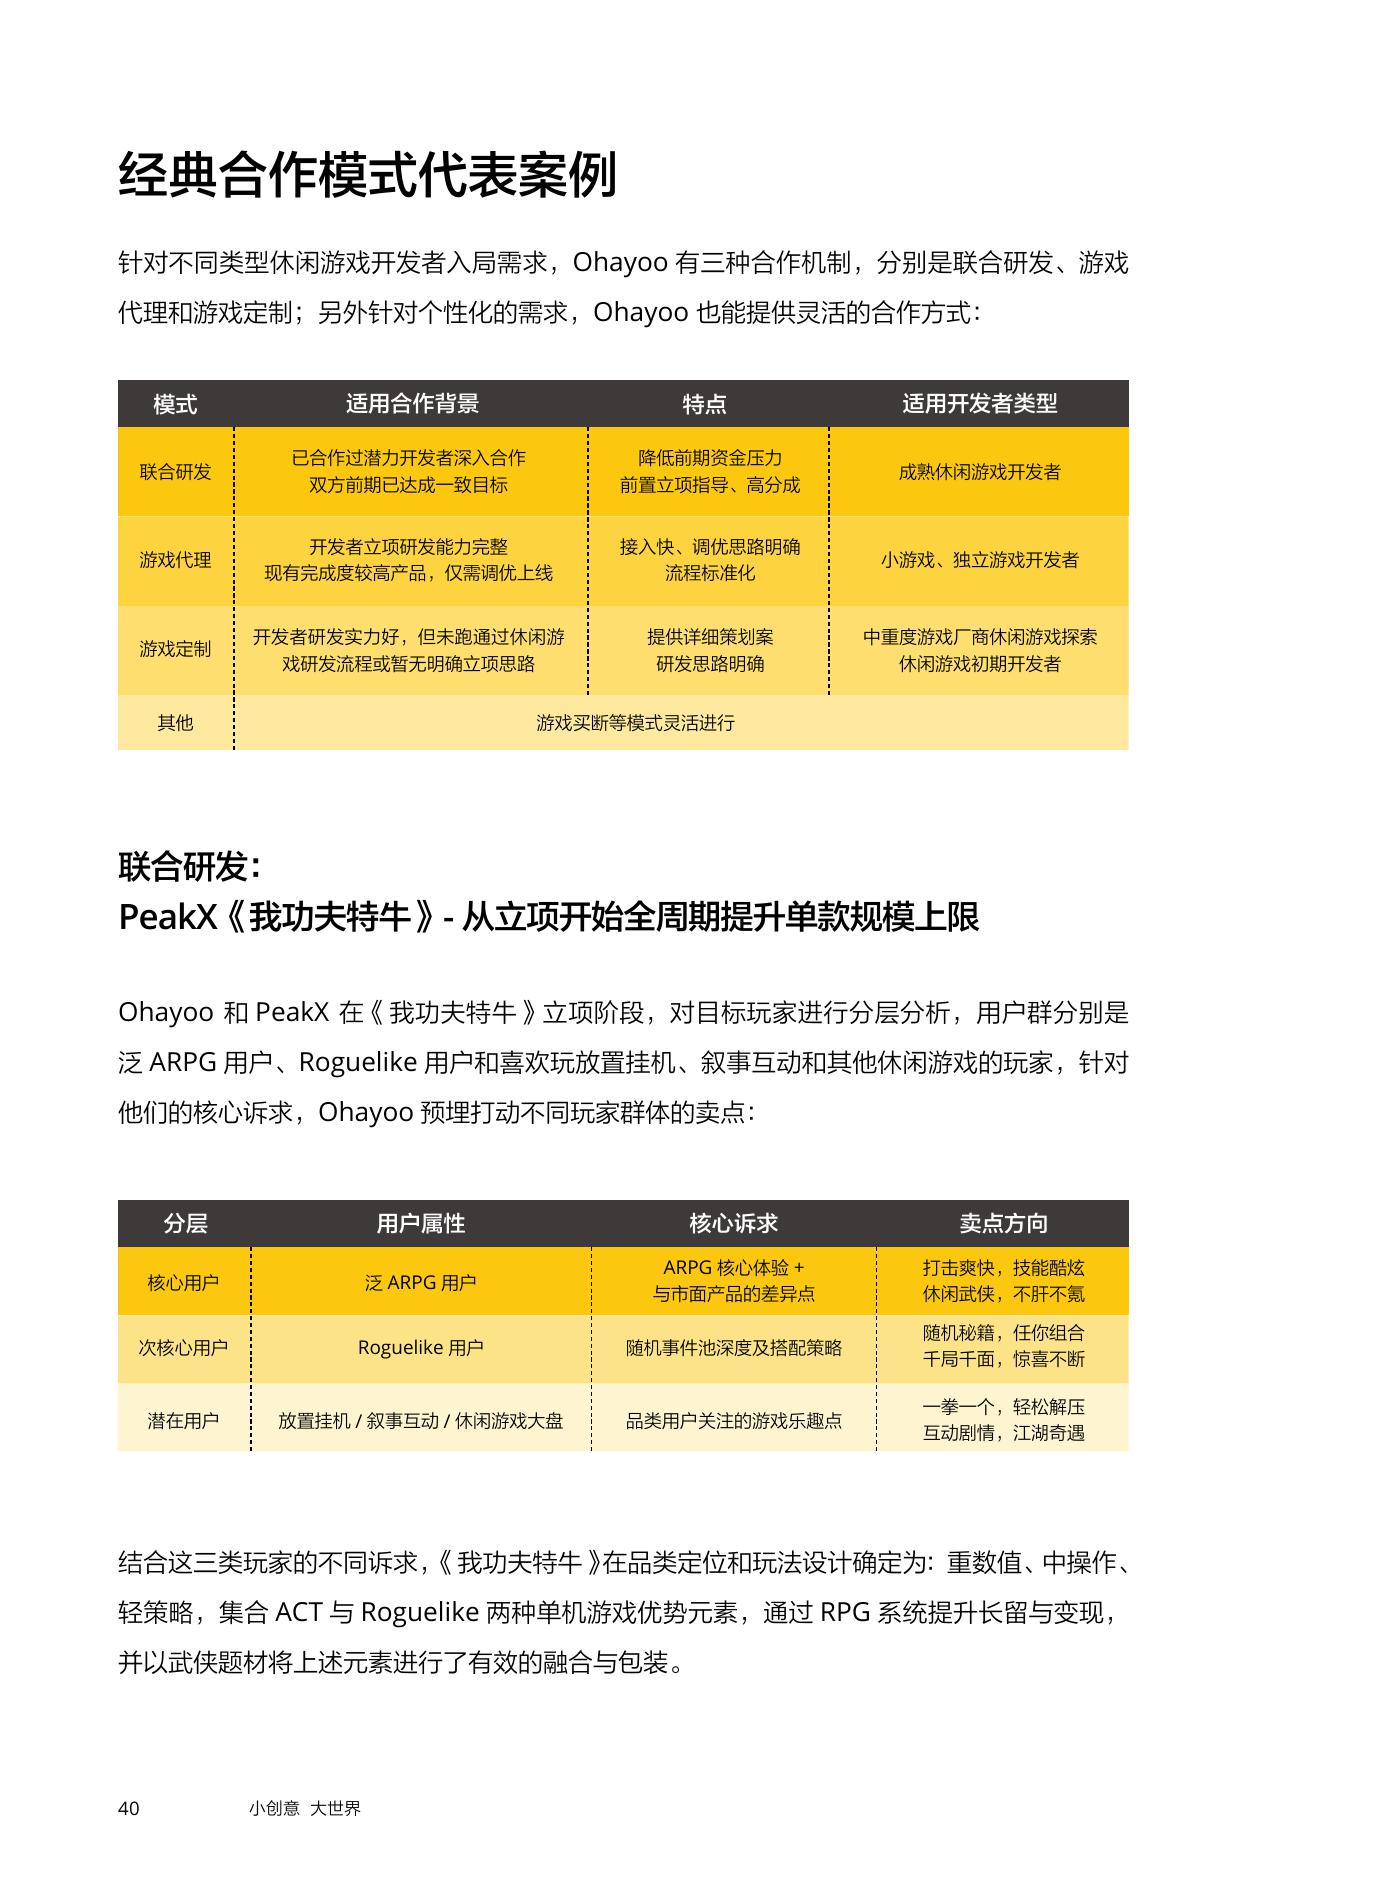 经典合作模式代表案例
针对不同类型休闲游戏开发者入局需求，Ohayoo 有三种合作机制，分别是联合研发、游戏
代理和游戏定制；另外针对个性化的需求，Ohayoo 也能提供灵活的合作方式：
模式 适用合作背景 特点 适用开发者类型
联合研发
已合作过潜力开发者深入合作
双方前期已达成一致目标
降低前期资金压力
前置立项指导、高分成
成熟休闲游戏开发者
游戏代理
开发者立项研发能力完整
现有完成度较高产品，仅需调优上线
接入快、调优思路明确
流程标准化
小游戏、独立游戏开发者
游戏定制
开发者研发实力好，但未跑通过休闲游
戏研发流程或暂无明确立项思路
提供详细策划案
研发思路明确
中重度游戏厂商休闲游戏探索
休闲游戏初期开发者
其他 游戏买断等模式灵活进行
联合研发：
PeakX《我功夫特牛》- 从立项开始全周期提升单款规模上限
Ohayoo 和 PeakX 在《我功夫特牛》立项阶段，对目标玩家进行分层分析，用户群分别是
泛 ARPG 用户、Roguelike 用户和喜欢玩放置挂机、叙事互动和其他休闲游戏的玩家，针对
他们的核心诉求，Ohayoo 预埋打动不同玩家群体的卖点：
分层 用户属性 核心诉求 卖点方向
核心用户 泛 ARPG 用户
ARPG 核心体验 +
与市面产品的差异点
打击爽快，技能酷炫
休闲武侠，不肝不氪
次核心用户 Roguelike 用户 随机事件池深度及搭配策略
随机秘籍，任你组合
千局千面，惊喜不断
潜在用户 放置挂机 / 叙事互动 / 休闲游戏大盘 品类用户关注的游戏乐趣点
一拳一个，轻松解压
互动剧情，江湖奇遇
结合这三类玩家的不同诉求，《我功夫特牛》在品类定位和玩法设计确定为：重数值、中操作、
轻策略，集合 ACT 与 Roguelike 两种单机游戏优势元素，通过 RPG 系统提升长留与变现，
并以武侠题材将上述元素进行了有效的融合与包装。
40 小创意 大世界